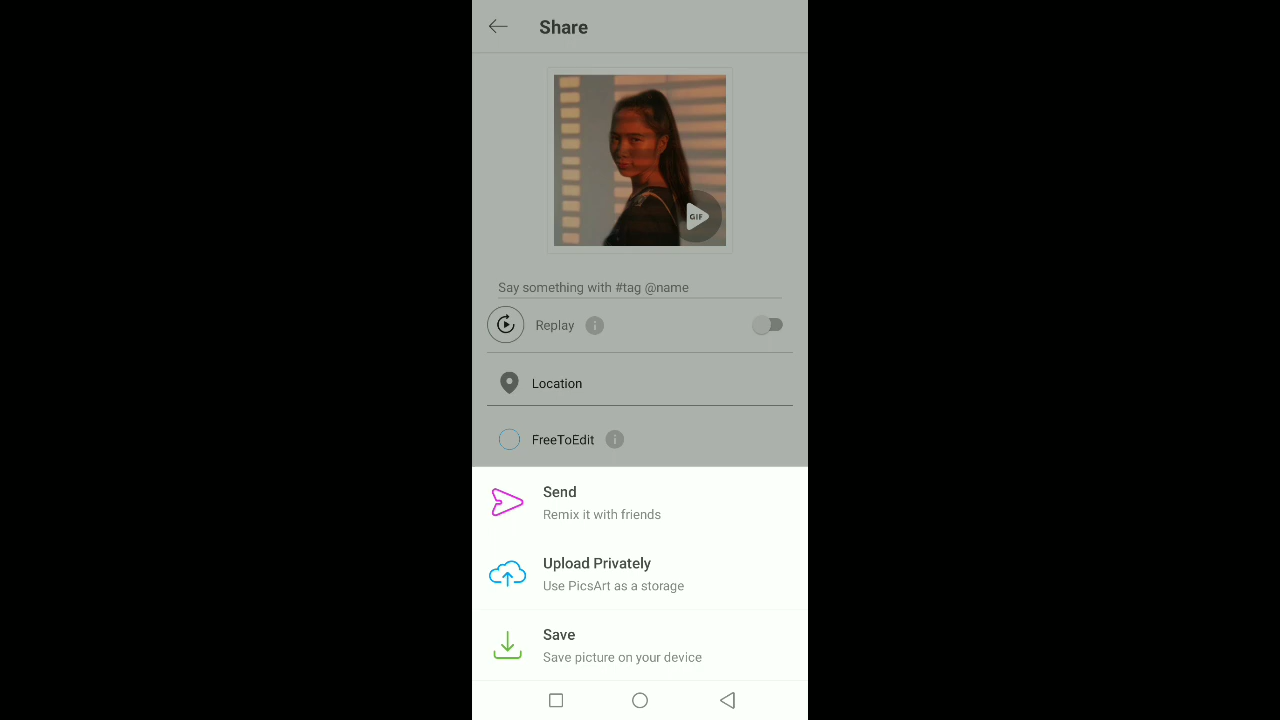 Share
GIF
Say something with #tag @name
Replay
Location
FreeToEdit
Send
Remix it with friends
Upload Privately
Use PicsArt as a storage
Save
Save picture on your device